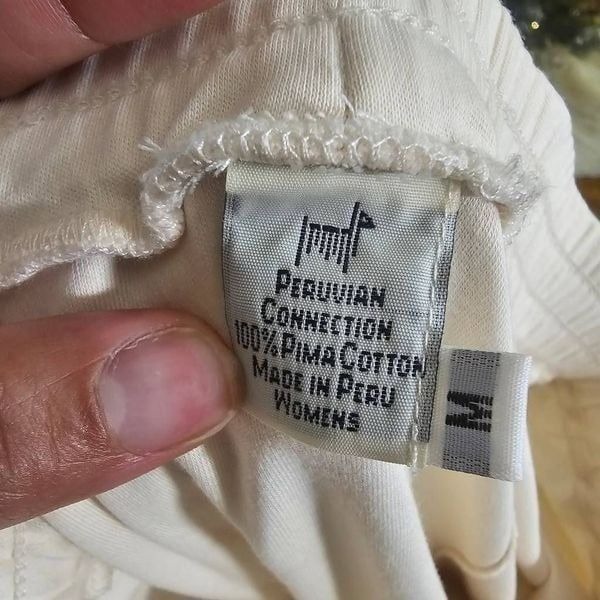 PERUVIAN
CONNECTION
100% PIMA COTTON
MADE IN PERU
WOMENS
M